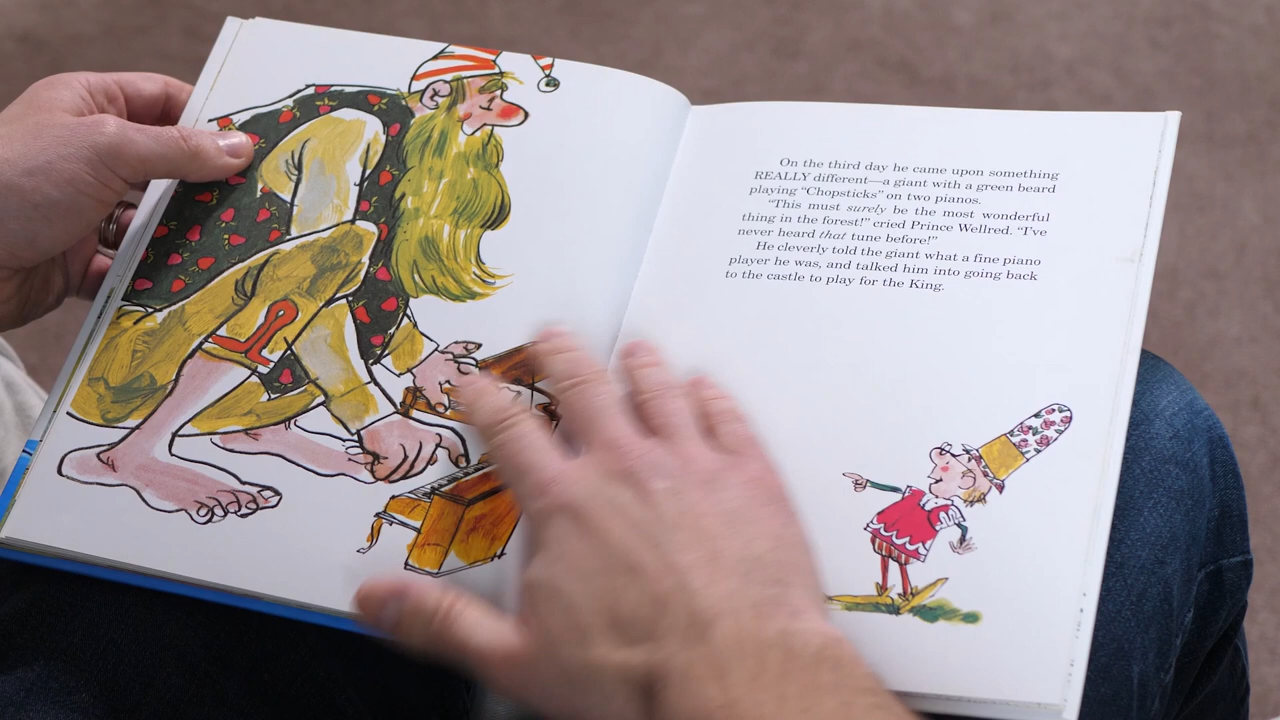 On the third day he came upon something
REALLY different—a giant with a green beard
playing “Chopsticks” on two pianos.
“This must surely be the most wonderful
thing in the forest!” cried Prince Wellred. “I’ve
never heard that tune before!”
He cleverly told the giant what a fine piano
player he was, and talked him into going back
to the castle to play for the King.